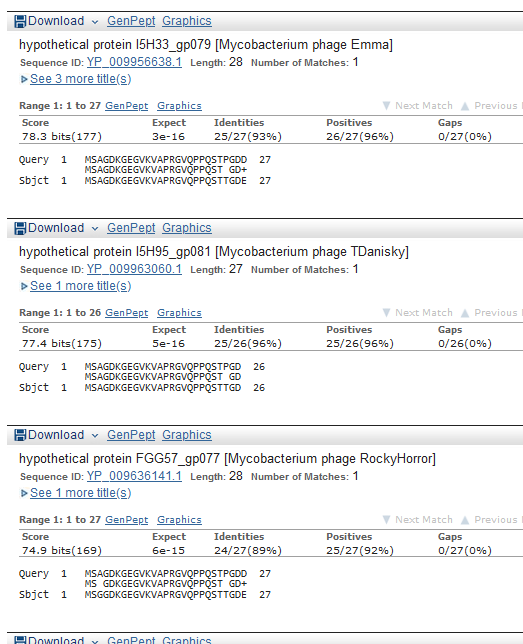 Download GenPept Graphics
hypothetical protein I5H33_gp079 [Mycobacterium phage Emma]
Sequence ID: YP_009956638.1 Length: 28 Number of Matches: 1
See 3 more title(s)
Range 1: 1 to 27 GenPept Graphics Next Match Previous
Score Expect Identities Positives Gaps
78.3 bits(177) 3e-16 25/27(93%) 26/27(96%) 0/27(0%)
Query 1 MSAGDKGEGVKVAPRGVQPPQSTPGDD 27
MSAGDKGEGVKVAPRGVQPPQST GD+
Sbjct 1 MSAGDKGEGVKVAPRGVQPPQSTTGDE 27
Download GenPept Graphics
hypothetical protein I5H95_gp081 [Mycobacterium phage TDanisky]
Sequence ID: YP_009963060.1 Length: 27 Number of Matches: 1
See 1 more title(s)
Range 1: 1 to 26 GenPept Graphics Next Match Previous
Score Expect Identities Positives Gaps
77.4 bits(175) 5e-16 25/26(96%) 25/26(96%) 0/26(0%)
Query 1 MSAGDKGEGVKVAPRGVQPPQSTPGD 26
MSAGDKGEGVKVAPRGVQPPQST GD
Sbjct 1 MSAGDKGEGVKVAPRGVQPPQSTTGD 26
Download GenPept Graphics
hypothetical protein FGG57_gp077 [Mycobacterium phage RockyHorror]
Sequence ID: YP_009636141.1 Length: 28 Number of Matches: 1
See 1 more title(s)
Range 1: 1 to 27 GenPept Graphics Next Match Previous
Score Expect Identities Positives Gaps
74.9 bits(169) 6e-15 24/27(89%) 25/27(92%) 0/27(0%)
Query 1 MSAGDKGEGVKVAPRGVQPPQSTPGDD 27
MS GDKGEGVKVAPRGVQPPQST GD+
Sbjct 1 MSGGDKGEGVKVAPRGVQPPQSTTGDE 27
Download GenPept Graphics